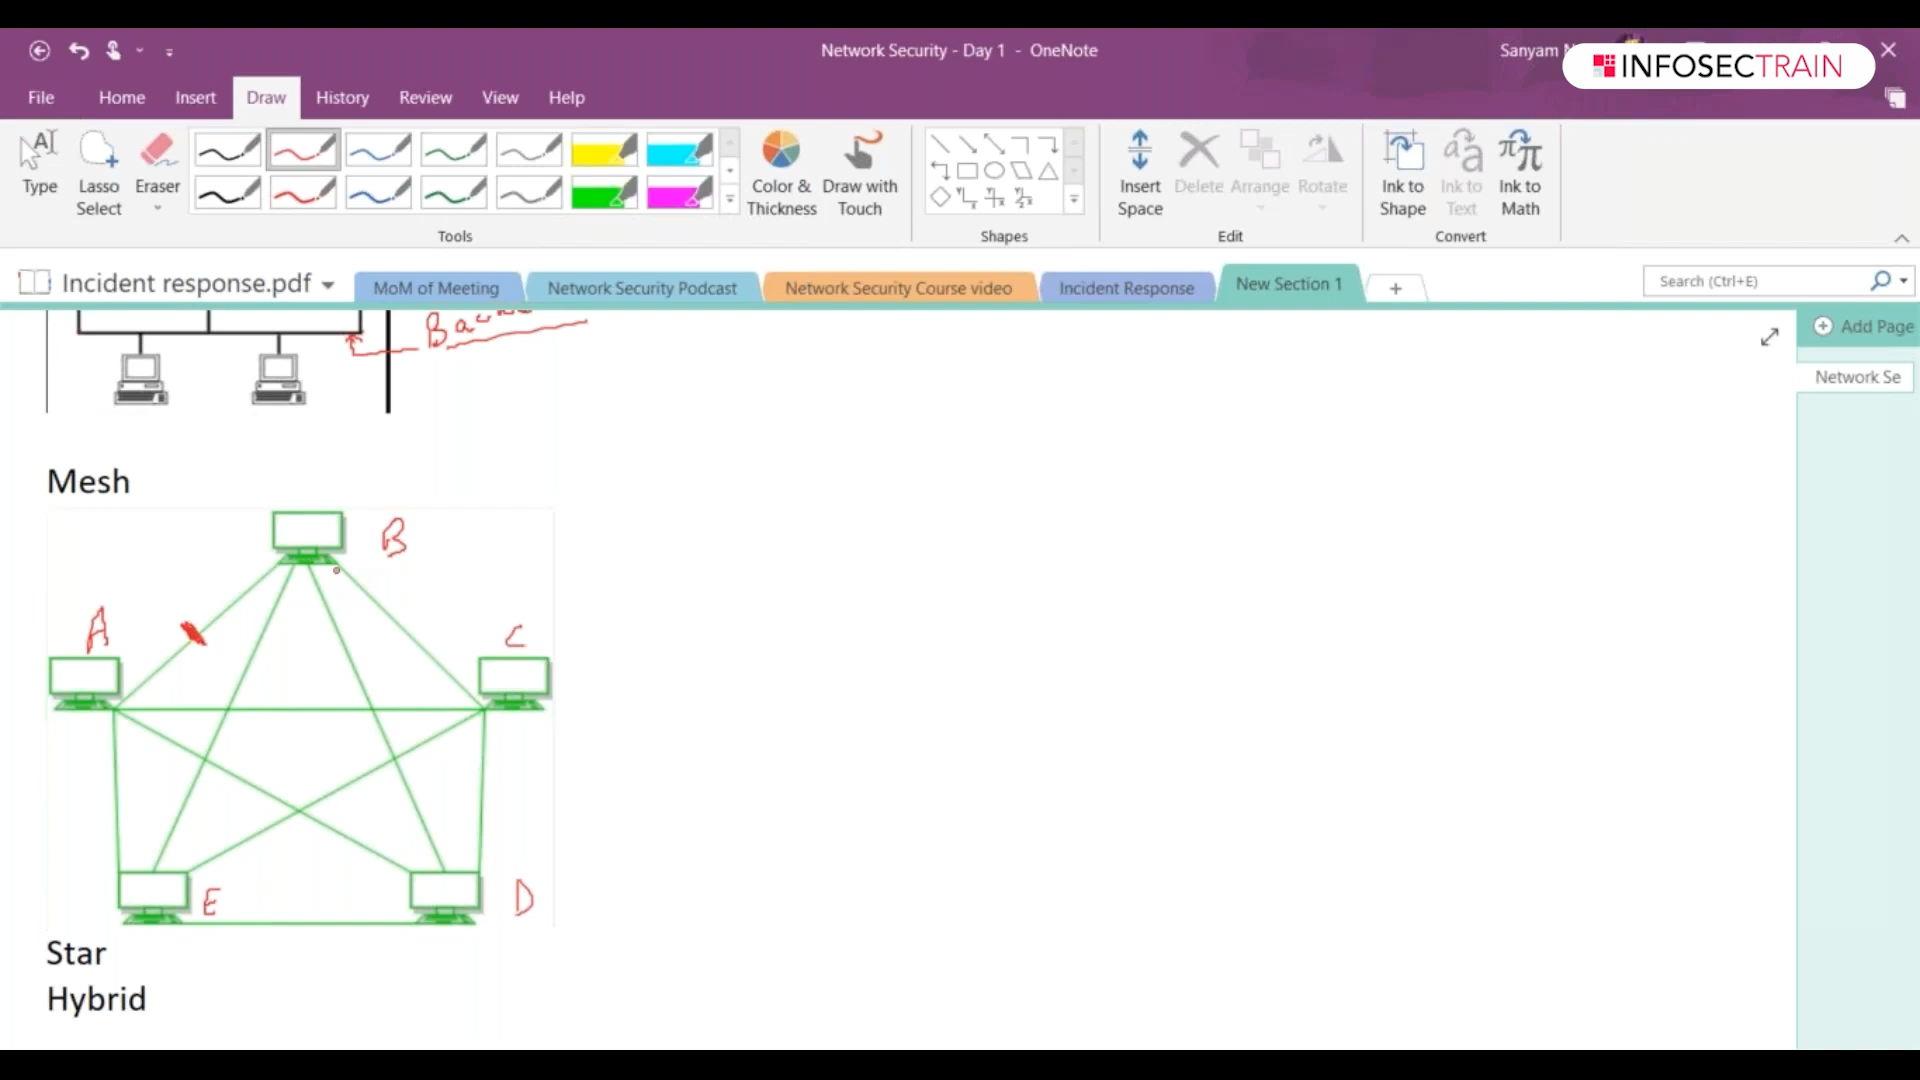 Network Security - Day 1 - OneNote
Sanyam
INFOSECTRAIN
File Home Insert Draw History Review View Help
Type
Lasso Select
Eraser
Color & Thickness
Draw with Touch
Insert Space
Delete
Arrange
Rotate
Ink to Shape
Ink to Text
Ink to Math
Tools
Shapes
Edit
Convert
Incident response.pdf
MoM of Meeting
Network Security Podcast
Network Security Course video
Incident Response
New Section 1
Search (Ctrl+E)
Add Page
Network Se
Mesh
B
A
C
E
D
Star
Hybrid